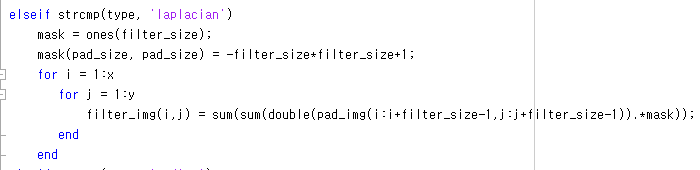 elseif strcmp(type, 'laplacian')
mask = ones(filter_size);
mask(pad_size, pad_size) = -filter_size*filter_size+1;
for i = 1:x
for j = 1:y
filter_img(i,j) = sum(sum(double(pad_img(i:i+filter_size-1,j:j+filter_size-1)).*mask));
end
end